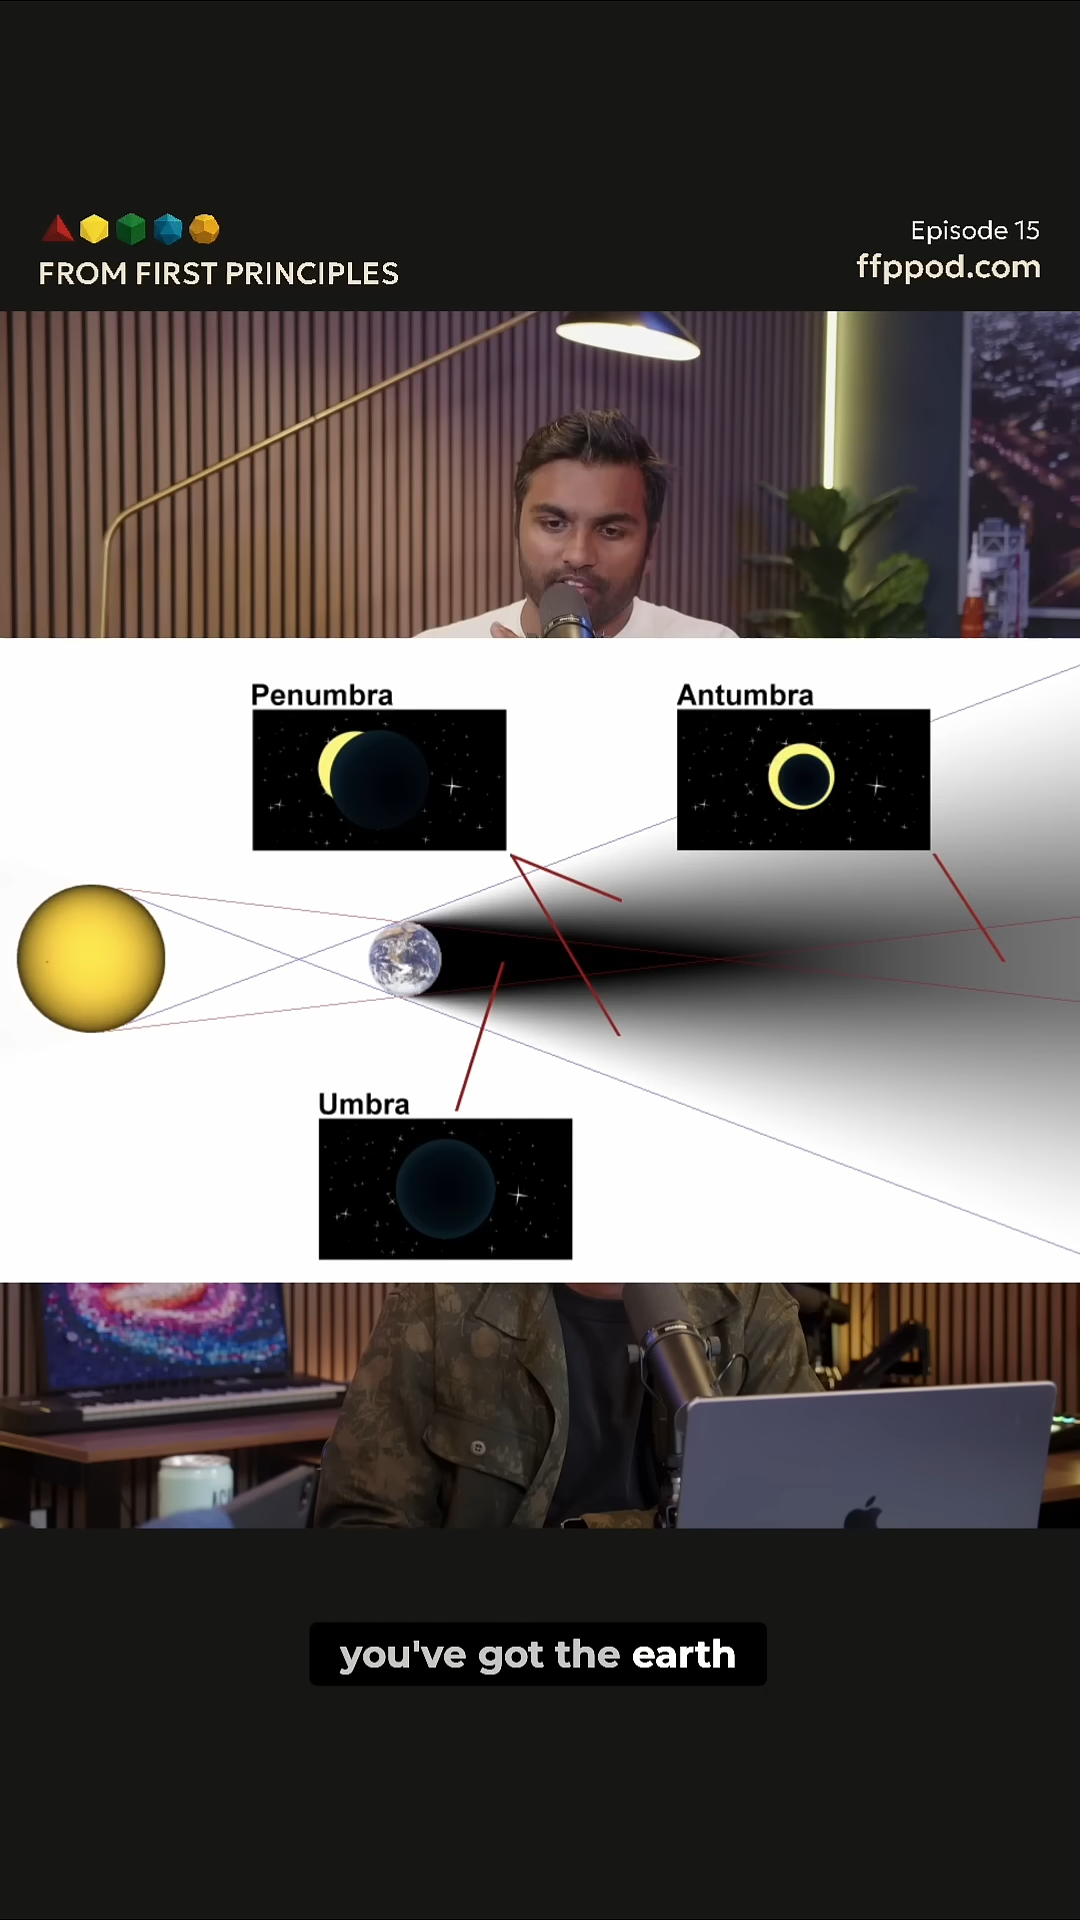 FROM FIRST PRINCIPLES
Episode 15
ffppod.com
Penumbra
Antumbra
Umbra
you've got the earth